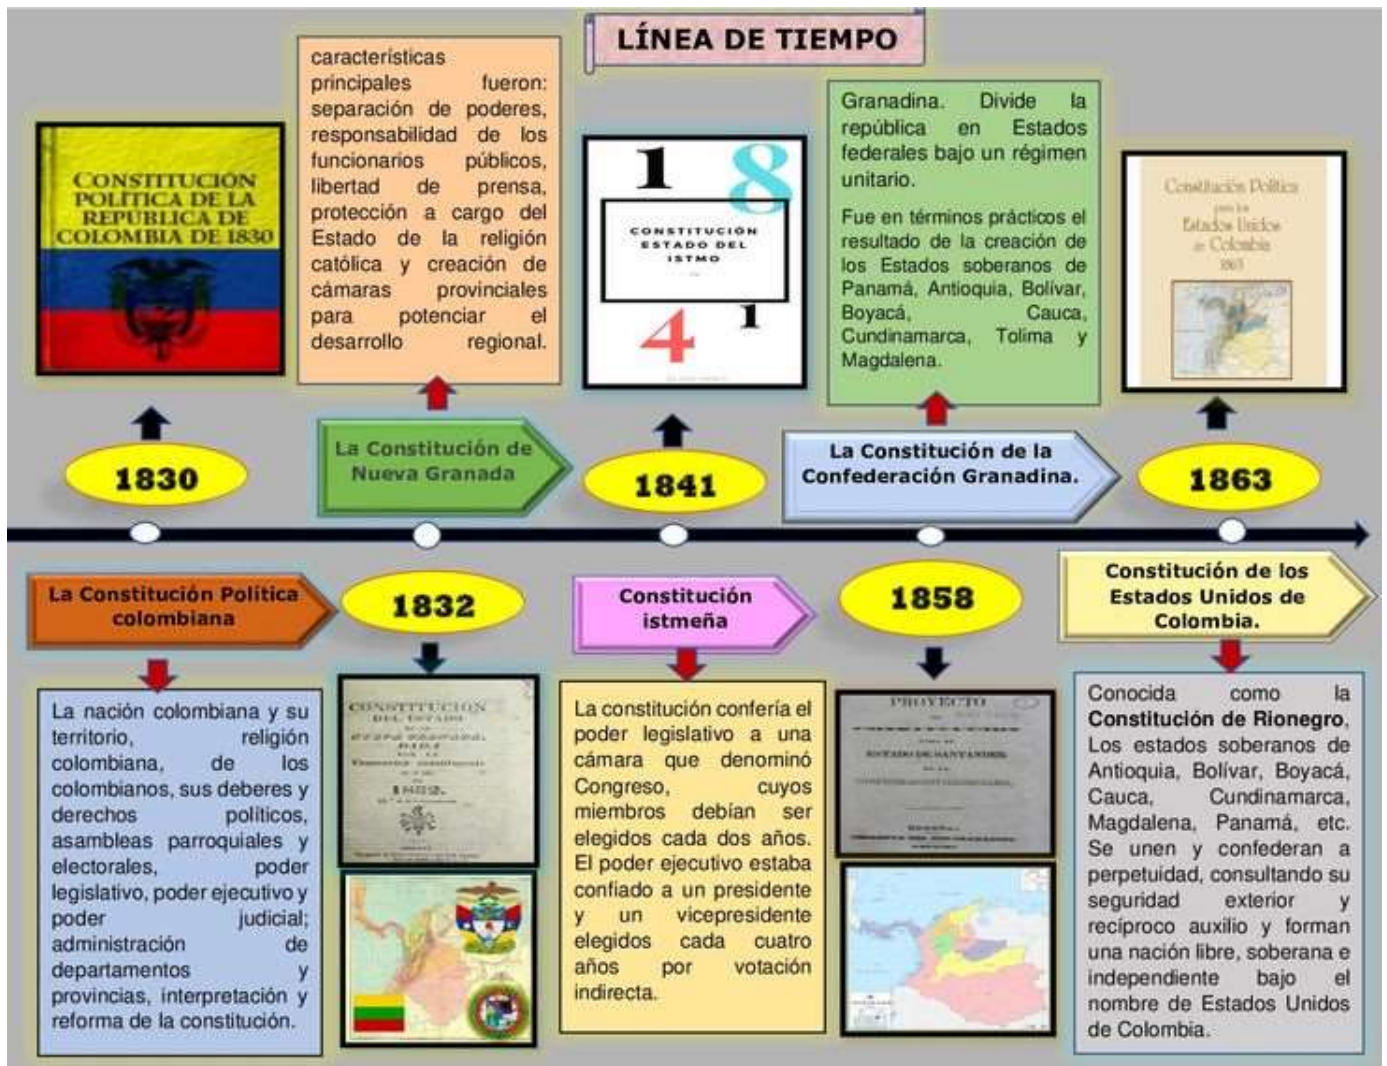 LÍNEA DE TIEMPO
CONSTITUCIÓN
POLÍTICA DE LA
REPÚBLICA DE
COLOMBIA DE 1830
1830
La Constitución Política
colombiana
La nación colombiana y su
territorio, religión
colombiana, de los
colombianos, sus deberes y
derechos políticos,
asambleas parroquiales y
electorales, poder
legislativo, poder ejecutivo y
poder judicial;
administración de
departamentos y
provincias, interpretación y
reforma de la constitución.
características
principales fueron:
separación de poderes,
responsabilidad de los
funcionarios públicos,
libertad de prensa,
protección a cargo del
Estado de la religión
católica y creación de
cámaras provinciales
para potenciar el
desarrollo regional.
La Constitución de
Nueva Granada
1832
CONSTITUCION
DEL ESTADO
1832.
1 8
CONSTITUCIÓN
ESTADO DEL
ISTMO
4 1
1841
Constitución
istmeña
La constitución confería el
poder legislativo a una
cámara que denominó
Congreso, cuyos
miembros debían ser
elegidos cada dos años.
El poder ejecutivo estaba
confiado a un presidente
y un vicepresidente
elegidos cada cuatro
años por votación
indirecta.
Granadina. Divide la
república en Estados
federales bajo un régimen
unitario.
Fue en términos prácticos el
resultado de la creación de
los Estados soberanos de
Panamá, Antioquia, Bolívar,
Boyacá, Cauca,
Cundinamarca, Tolima y
Magdalena.
La Constitución de la
Confederación Granadina.
1858
PROYECTO
ESTADO DE SANTANDER
Constitución Política
para los
Estados Unidos
de Colombia
1863
1863
Constitución de los
Estados Unidos de
Colombia.
Conocida como la
Constitución de Rionegro,
Los estados soberanos de
Antioquia, Bolívar, Boyacá,
Cauca, Cundinamarca,
Magdalena, Panamá, etc.
Se unen y confederan a
perpetuidad, consultando su
seguridad exterior y
recíproco auxilio y forman
una nación libre, soberana e
independiente bajo el
nombre de Estados Unidos
de Colombia.